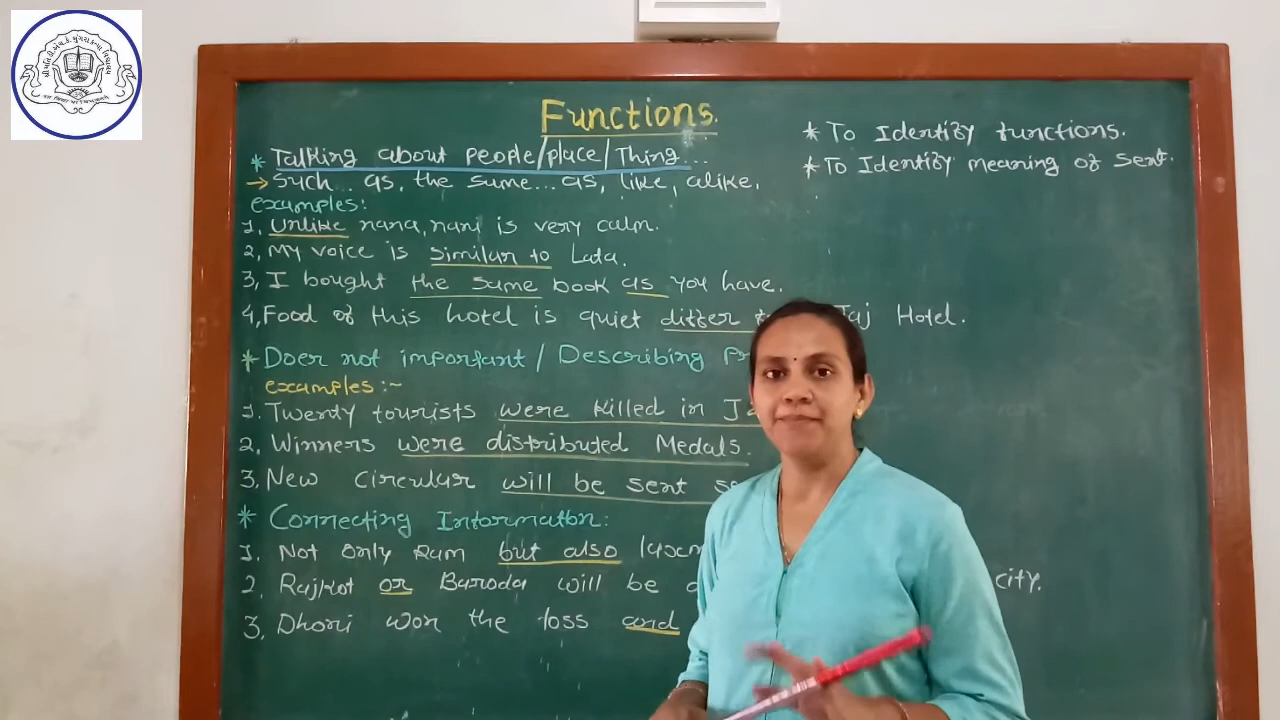 Functions.
* To Identify functions.
* To Identify meaning of Sent.
* Talking about people/place/Thing...
→ Such... as, the same... as, like, alike.
examples:
1, Unlike nana, nani is very calm.
2, My voice is similar to Lata.
3, I bought the same book as you have.
4, Food of this hotel is quiet differ Taj Hotel.
* Does not important / Describing
examples :-
1. Twenty tourists were killed in
2, Winners were distributed Medals.
3, New circular will be sent
* Connecting Information:
1. Not only Ram but also
2. Rajkot or Baroda will be city.
3, Dhoni won the toss and